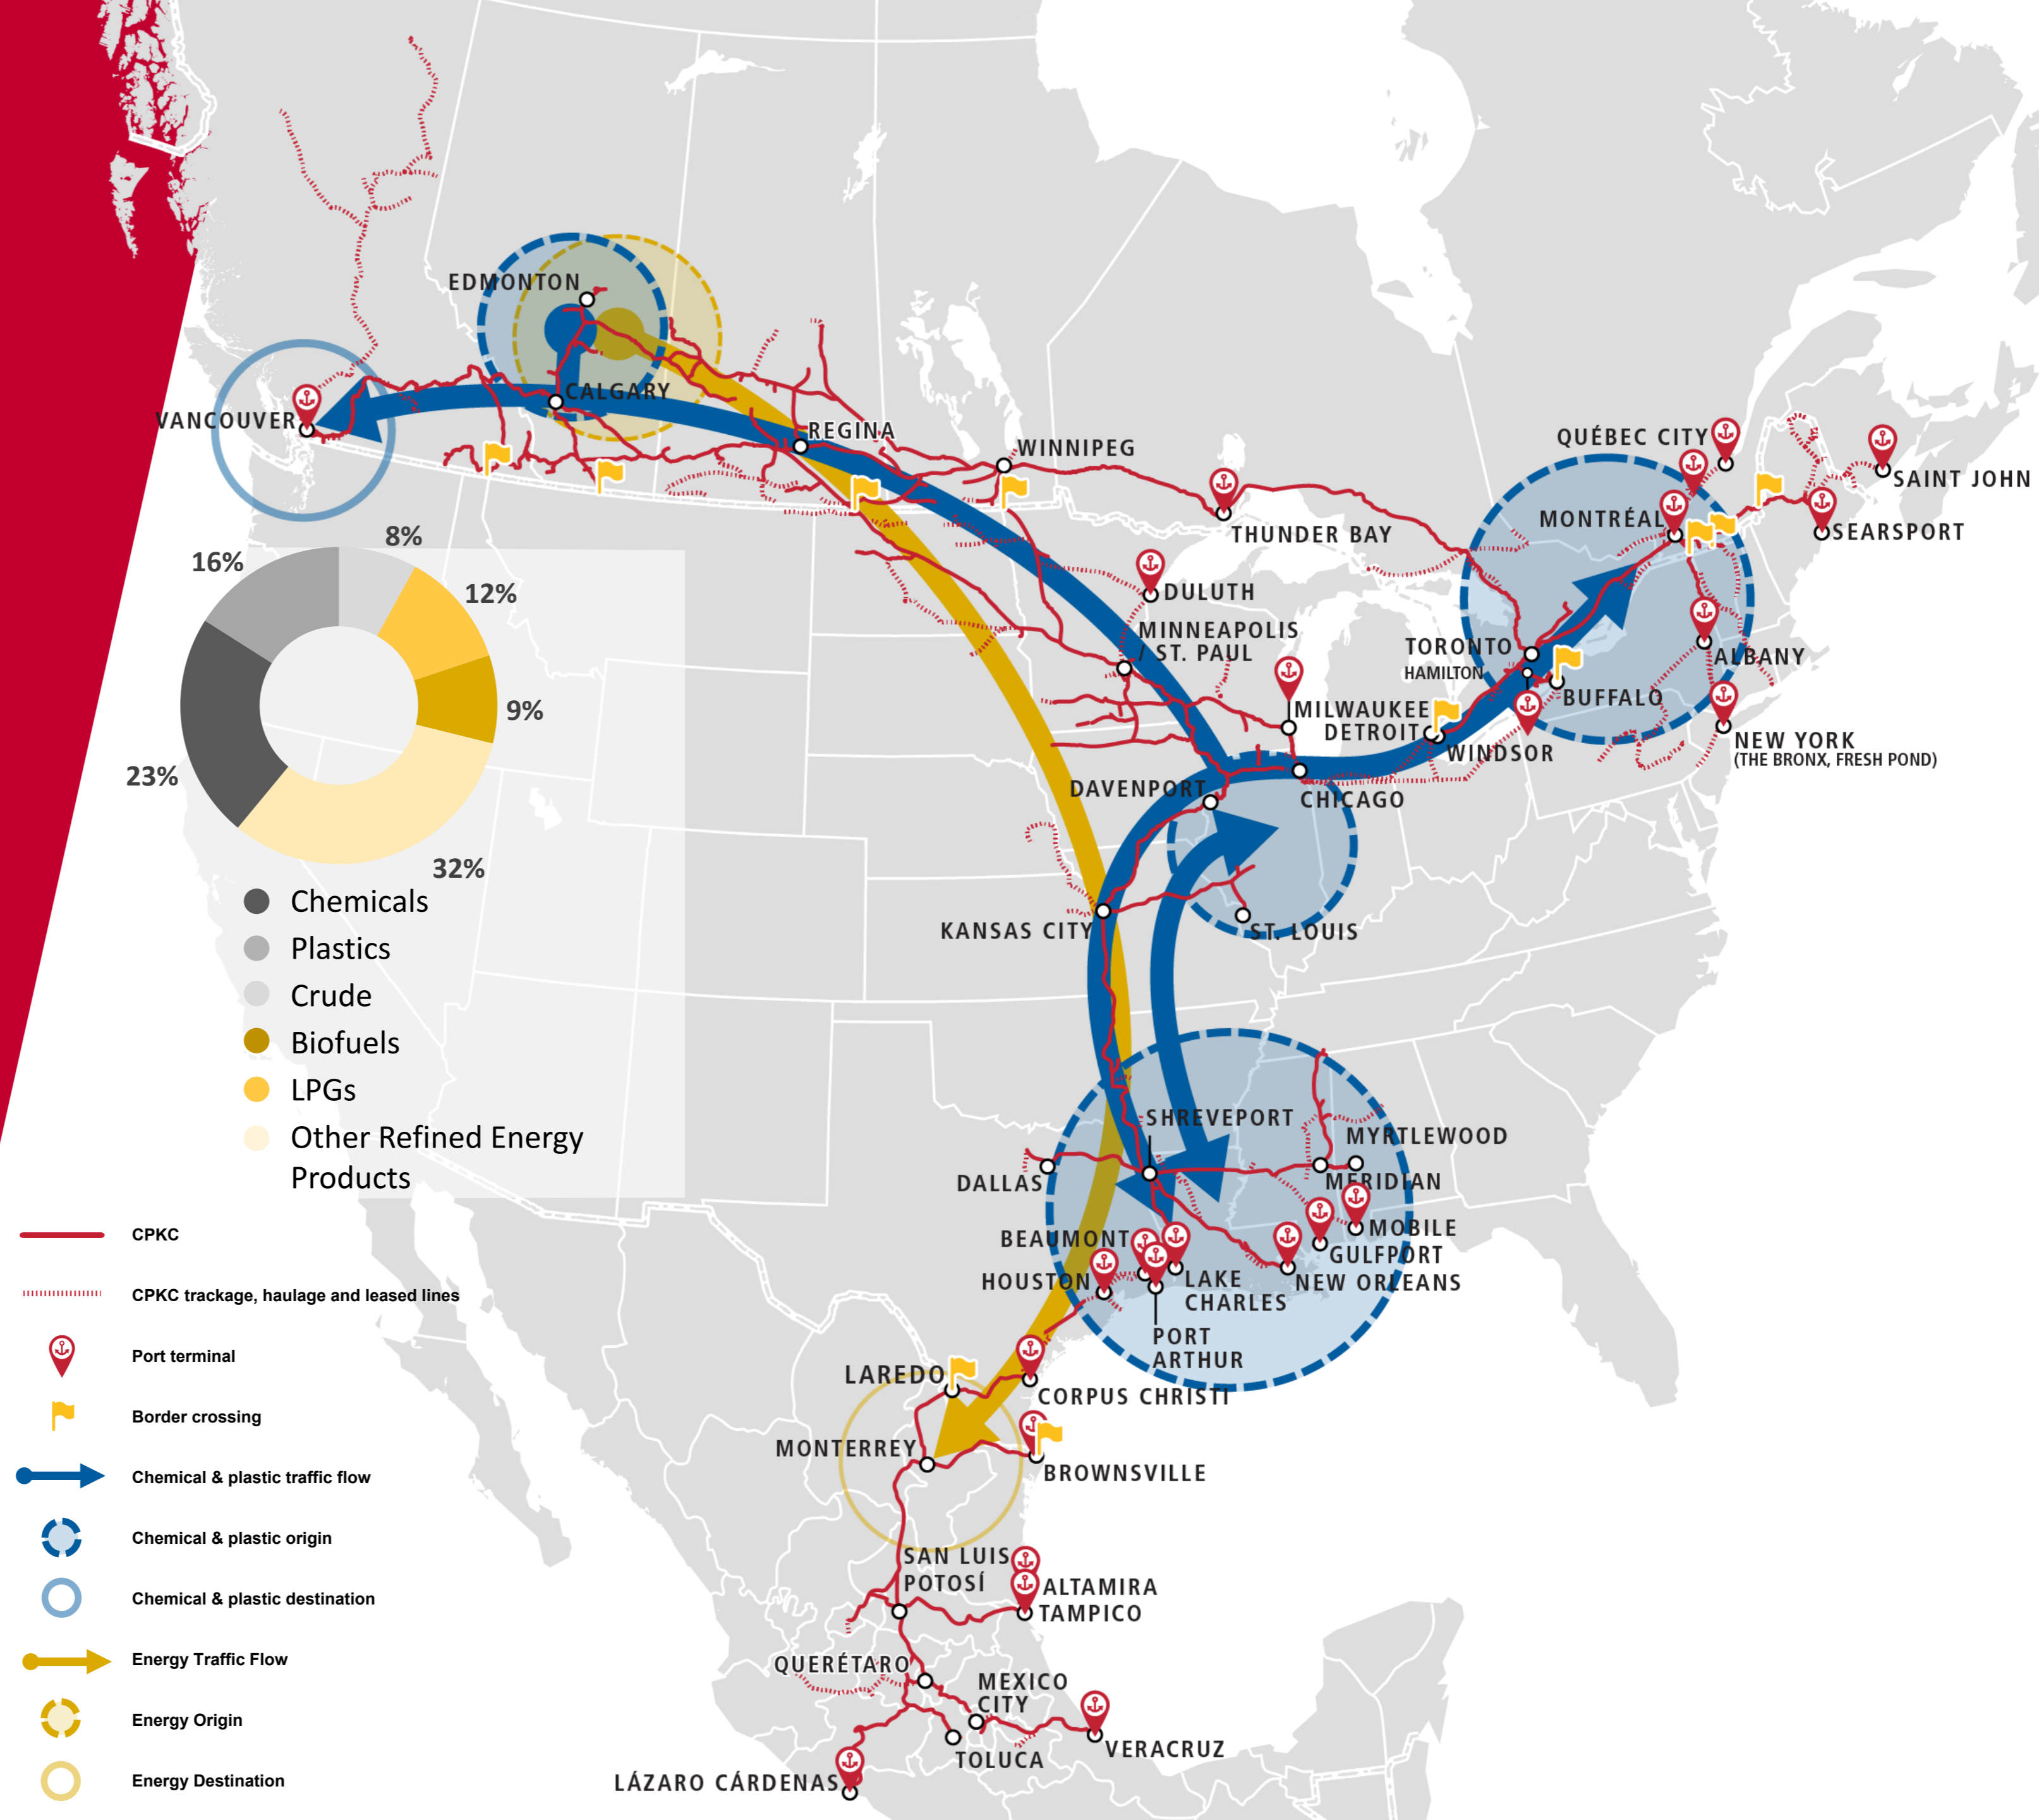 EDMONTON
CALGARY
VANCOUVER
REGINA
WINNIPEG
THUNDER BAY
QUÉBEC CITY
SAINT JOHN
MONTRÉAL
SEARSPORT
DULUTH
MINNEAPOLIS
/ ST. PAUL
TORONTO
HAMILTON
ALBANY
BUFFALO
MILWAUKEE
DETROIT
WINDSOR
NEW YORK
(THE BRONX, FRESH POND)
DAVENPORT
CHICAGO
KANSAS CITY
ST. LOUIS
8%
16%
12%
9%
23%
32%
Chemicals
Plastics
Crude
Biofuels
LPGs
Other Refined Energy
Products
SHREVEPORT
MYRTLEWOOD
DALLAS
MERIDIAN
BEAUMONT
MOBILE
GULFPORT
HOUSTON
LAKE
CHARLES
NEW ORLEANS
PORT
ARTHUR
LAREDO
CORPUS CHRISTI
MONTERREY
BROWNSVILLE
SAN LUIS
POTOSÍ
ALTAMIRA
TAMPICO
QUERÉTARO
MEXICO
CITY
TOLUCA
VERACRUZ
LÁZARO CÁRDENAS
CPKC
CPKC trackage, haulage and leased lines
Port terminal
Border crossing
Chemical & plastic traffic flow
Chemical & plastic origin
Chemical & plastic destination
Energy Traffic Flow
Energy Origin
Energy Destination